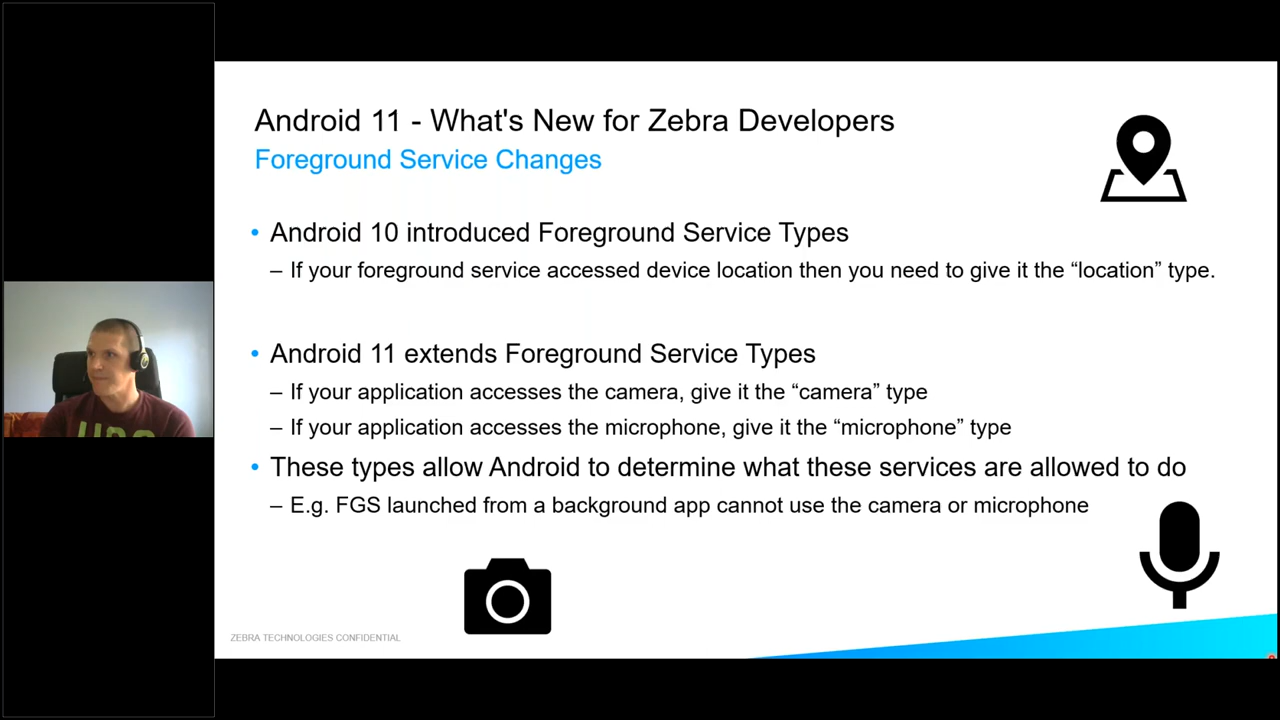 Android 11 - What's New for Zebra Developers
Foreground Service Changes
• Android 10 introduced Foreground Service Types
– If your foreground service accessed device location then you need to give it the “location” type.
• Android 11 extends Foreground Service Types
– If your application accesses the camera, give it the “camera” type
– If your application accesses the microphone, give it the “microphone” type
• These types allow Android to determine what these services are allowed to do
– E.g. FGS launched from a background app cannot use the camera or microphone
ZEBRA TECHNOLOGIES CONFIDENTIAL